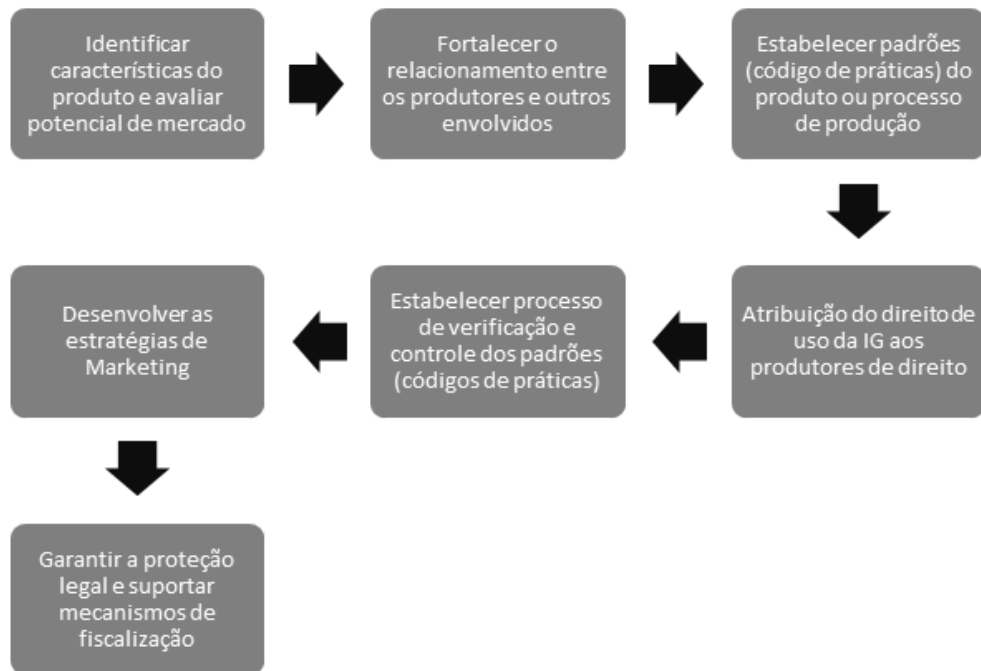 Identificar
características do
produto e avaliar
potencial de mercado
Fortalecer o
relacionamento entre
os produtores e outros
envolvidos
Estabelecer padrões
(código de práticas) do
produto ou processo
de produção
Atribuição do direito de
uso da IG aos
produtores de direito
Estabelecer processo
de verificação e
controle dos padrões
(códigos de práticas)
Desenvolver as
estratégias de
Marketing
Garantir a proteção
legal e suportar
mecanismos de
fiscalização